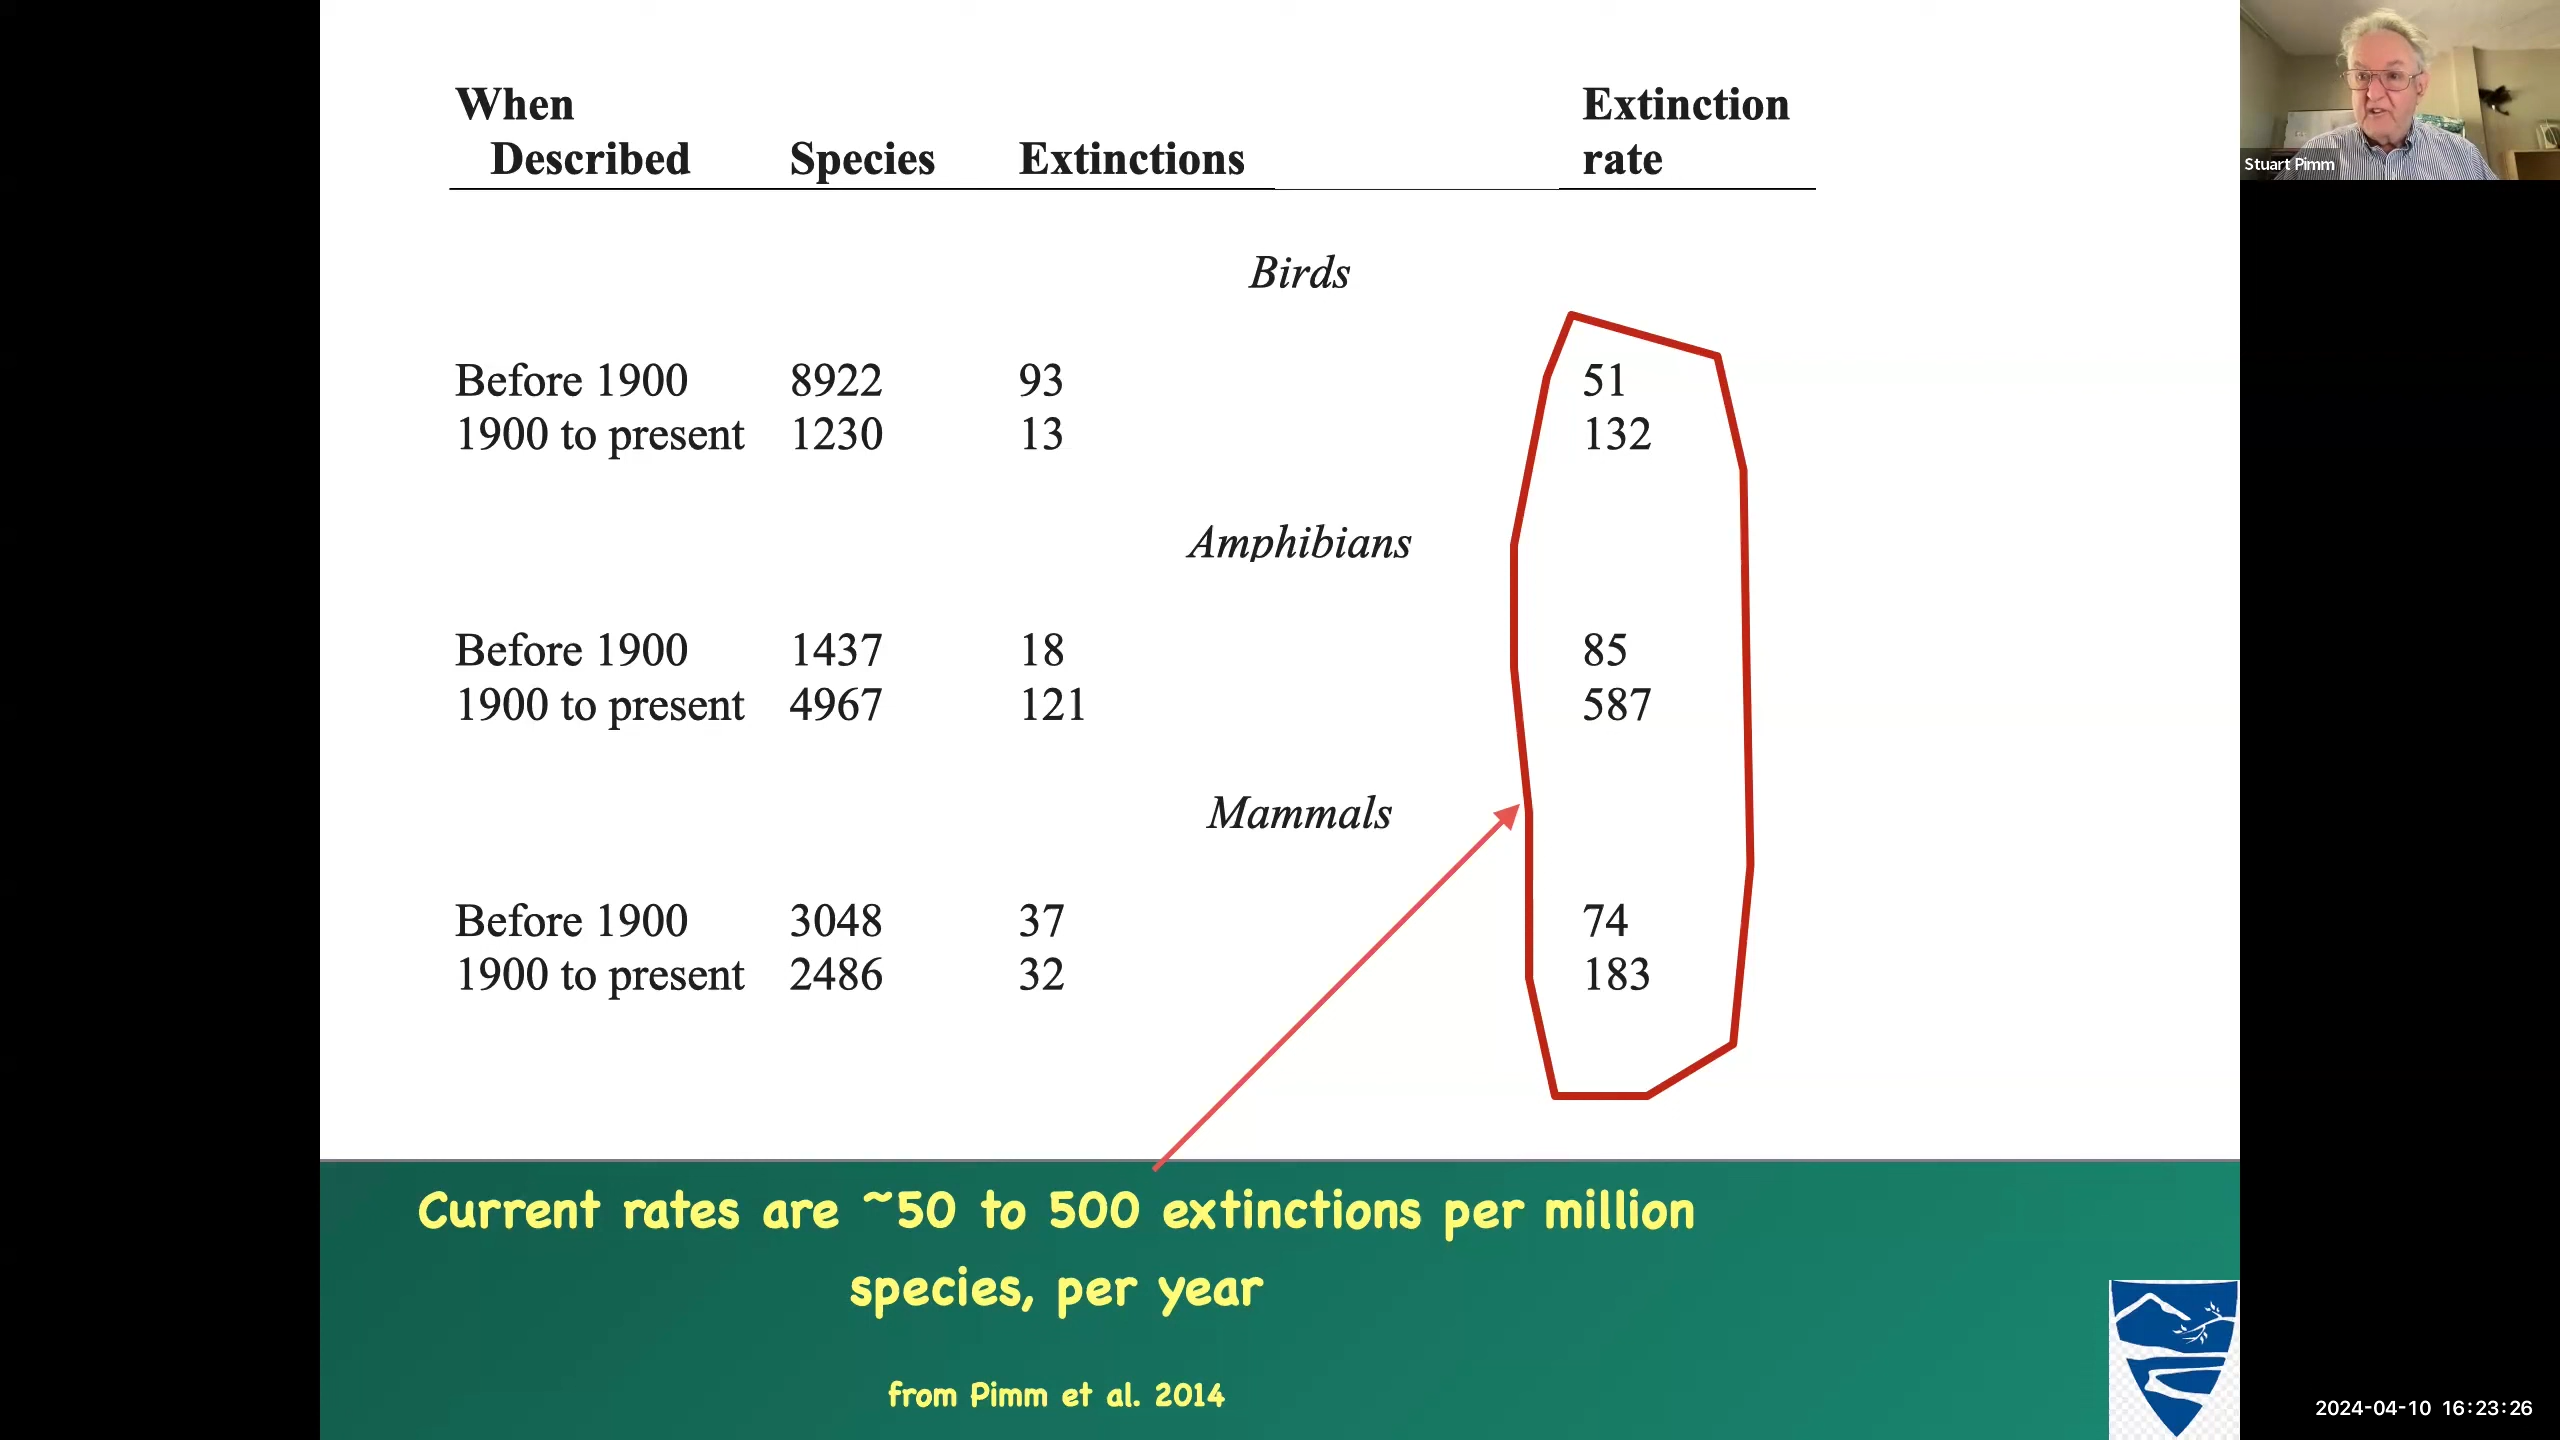 When
Described Species Extinctions Extinction rate
Birds
Before 1900 8922 93 51
1900 to present 1230 13 132
Amphibians
Before 1900 1437 18 85
1900 to present 4967 121 587
Mammals
Before 1900 3048 37 74
1900 to present 2486 32 183
Current rates are ~50 to 500 extinctions per million
species, per year
from Pimm et al. 2014
Stuart Pimm
2024-04-10 16:23:26